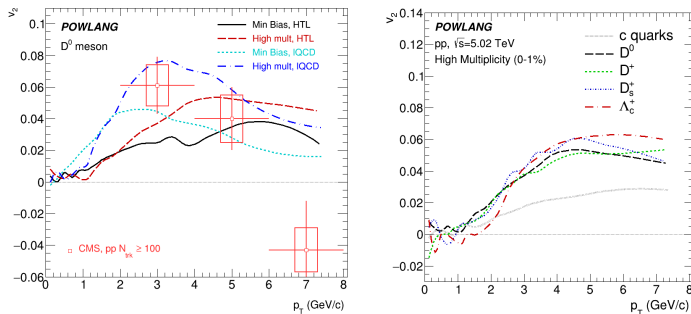 v₂
POWLANG
D⁰ meson
Min Bias, HTL
High mult, HTL
Min Bias, lQCD
High mult, lQCD
0.1
0.08
0.06
0.04
0.02
0
−0.02
−0.04
−0.06
CMS, pp N_trk ≥ 100
0 1 2 3 4 5 6 7 8
p_T (GeV/c)
v₂
POWLANG
pp, √s=5.02 TeV
High Multiplicity (0-1%)
c quarks
D⁰
D⁺
D_s⁺
Λ_c⁺
0.14
0.12
0.1
0.08
0.06
0.04
0.02
0
−0.02
0 1 2 3 4 5 6 7 8
p_T (GeV/c)